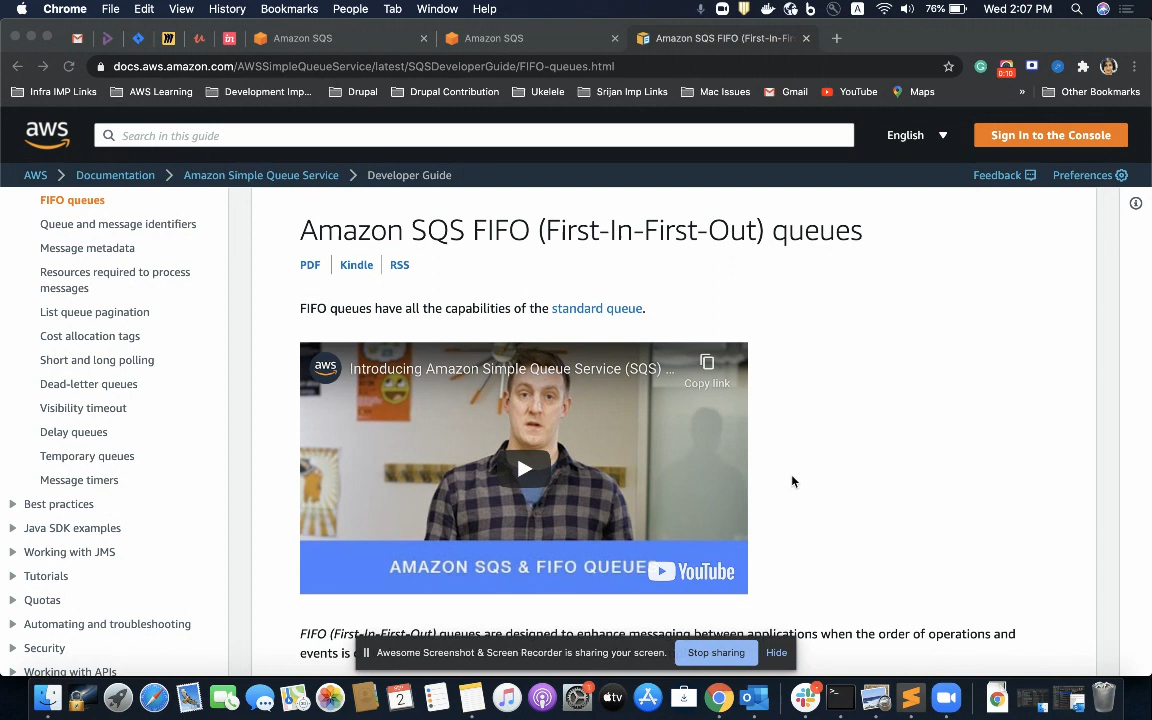 Chrome File Edit View History Bookmarks People Tab Window Help 76% Wed 2:07 PM
Amazon SQS Amazon SQS Amazon SQS FIFO (First-In-Fir
docs.aws.amazon.com/AWSSimpleQueueService/latest/SQSDeveloperGuide/FIFO-queues.html 0:10
Infra IMP Links AWS Learning Development Imp... Drupal Drupal Contribution Ukelele Srijan Imp Links Mac Issues Gmail YouTube Maps » Other Bookmarks
aws Search in this guide English Sign In to the Console
AWS Documentation Amazon Simple Queue Service Developer Guide Feedback Preferences
FIFO queues
Queue and message identifiers
Message metadata
Resources required to process
messages
List queue pagination
Cost allocation tags
Short and long polling
Dead-letter queues
Visibility timeout
Delay queues
Temporary queues
Message timers
Best practices
Java SDK examples
Working with JMS
Tutorials
Quotas
Automating and troubleshooting
Security
Working with APIs
Amazon SQS FIFO (First-In-First-Out) queues
PDF Kindle RSS
FIFO queues have all the capabilities of the standard queue.
aws Introducing Amazon Simple Queue Service (SQS) ...
Copy link
AMAZON SQS & FIFO QUEUE YouTube
FIFO (First-In-First-Out) queues are designed to enhance messaging between applications when the order of operations and
events is
Awesome Screenshot & Screen Recorder is sharing your screen. Stop sharing Hide
NOV 2 tv